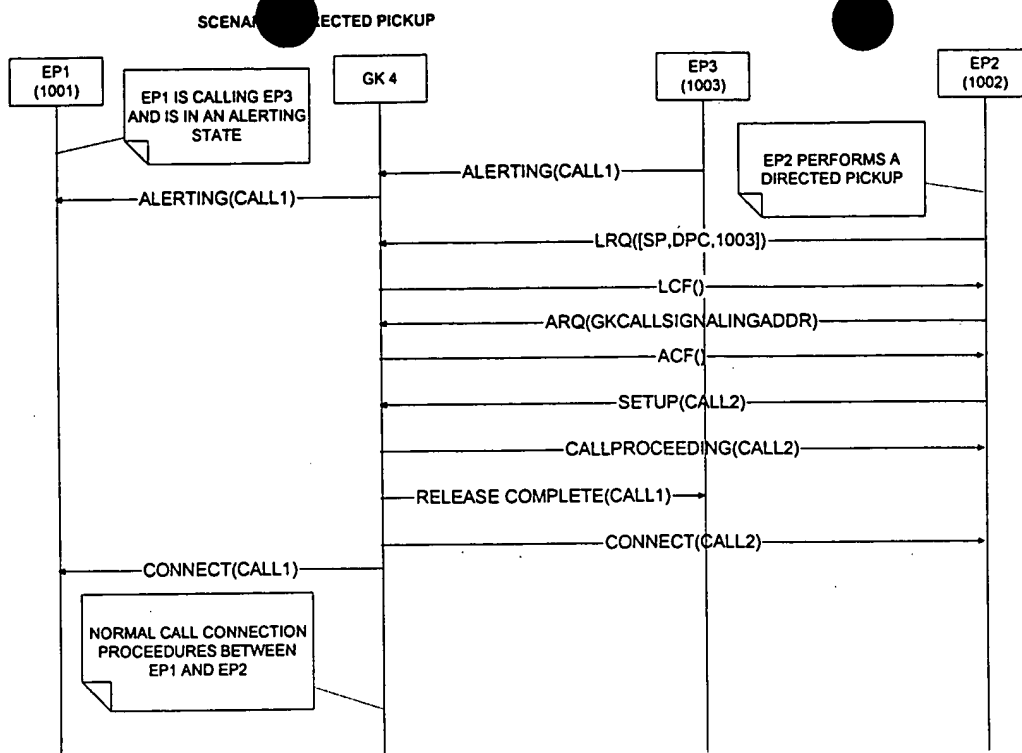 SCENA ECTED PICKUP
EP1
(1001)
EP1 IS CALLING EP3
AND IS IN AN ALERTING
STATE
GK 4
EP3
(1003)
EP2
(1002)
EP2 PERFORMS A
DIRECTED PICKUP
ALERTING(CALL1)
ALERTING(CALL1)
LRQ([SP,DPC,1003])
LCF()
ARQ(GKCALLSIGNALINGADDR)
ACF()
SETUP(CALL2)
CALLPROCEEDING(CALL2)
RELEASE COMPLETE(CALL1)
CONNECT(CALL2)
CONNECT(CALL1)
NORMAL CALL CONNECTION
PROCEEDURES BETWEEN
EP1 AND EP2